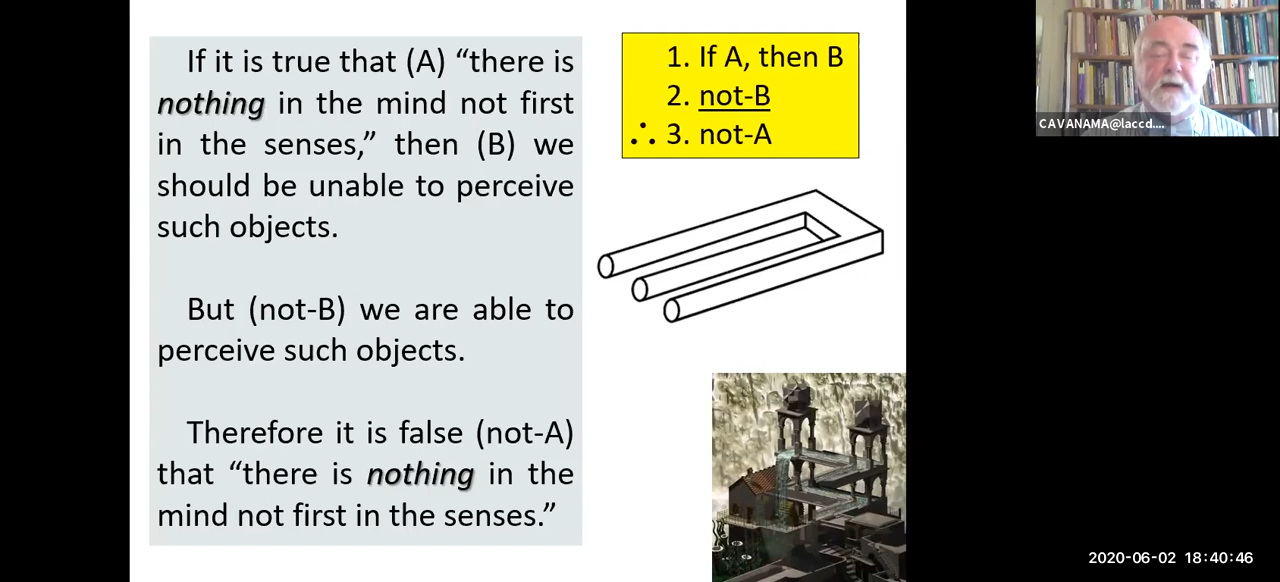 If it is true that (A) “there is
nothing in the mind not first
in the senses,” then (B) we
should be unable to perceive
such objects.
But (not-B) we are able to
perceive such objects.
Therefore it is false (not-A)
that “there is nothing in the
mind not first in the senses.”
1. If A, then B
2. not-B
∴ 3. not-A
CAVANAMA@laccd....
2020-06-02 18:40:46